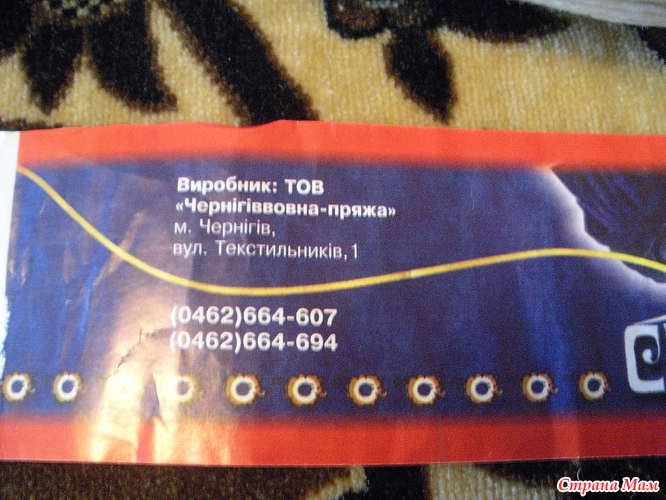 Виробник: ТОВ
«Чернігіввовна-пряжа»
м. Чернігів,
вул. Текстильників,1
(0462)664-607
(0462)664-694
Страна Мам